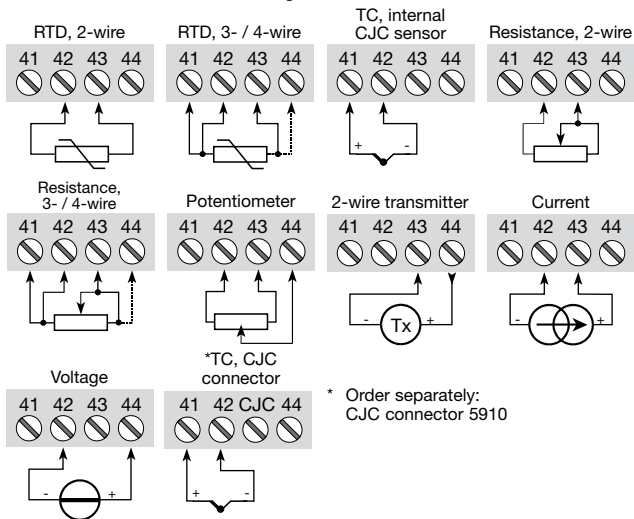 RTD, 2-wire
41 42 43 44
RTD, 3- / 4-wire
41 42 43 44
TC, internal
CJC sensor
41 42 43 44
+ -
Resistance, 2-wire
41 42 43 44
Resistance,
3- / 4-wire
41 42 43 44
Potentiometer
41 42 43 44
2-wire transmitter
41 42 43 44
- Tx +
Current
41 42 43 44
- +
Voltage
41 42 43 44
- +
*TC, CJC
connector
41 42 CJC 44
+ -
* Order separately:
CJC connector 5910